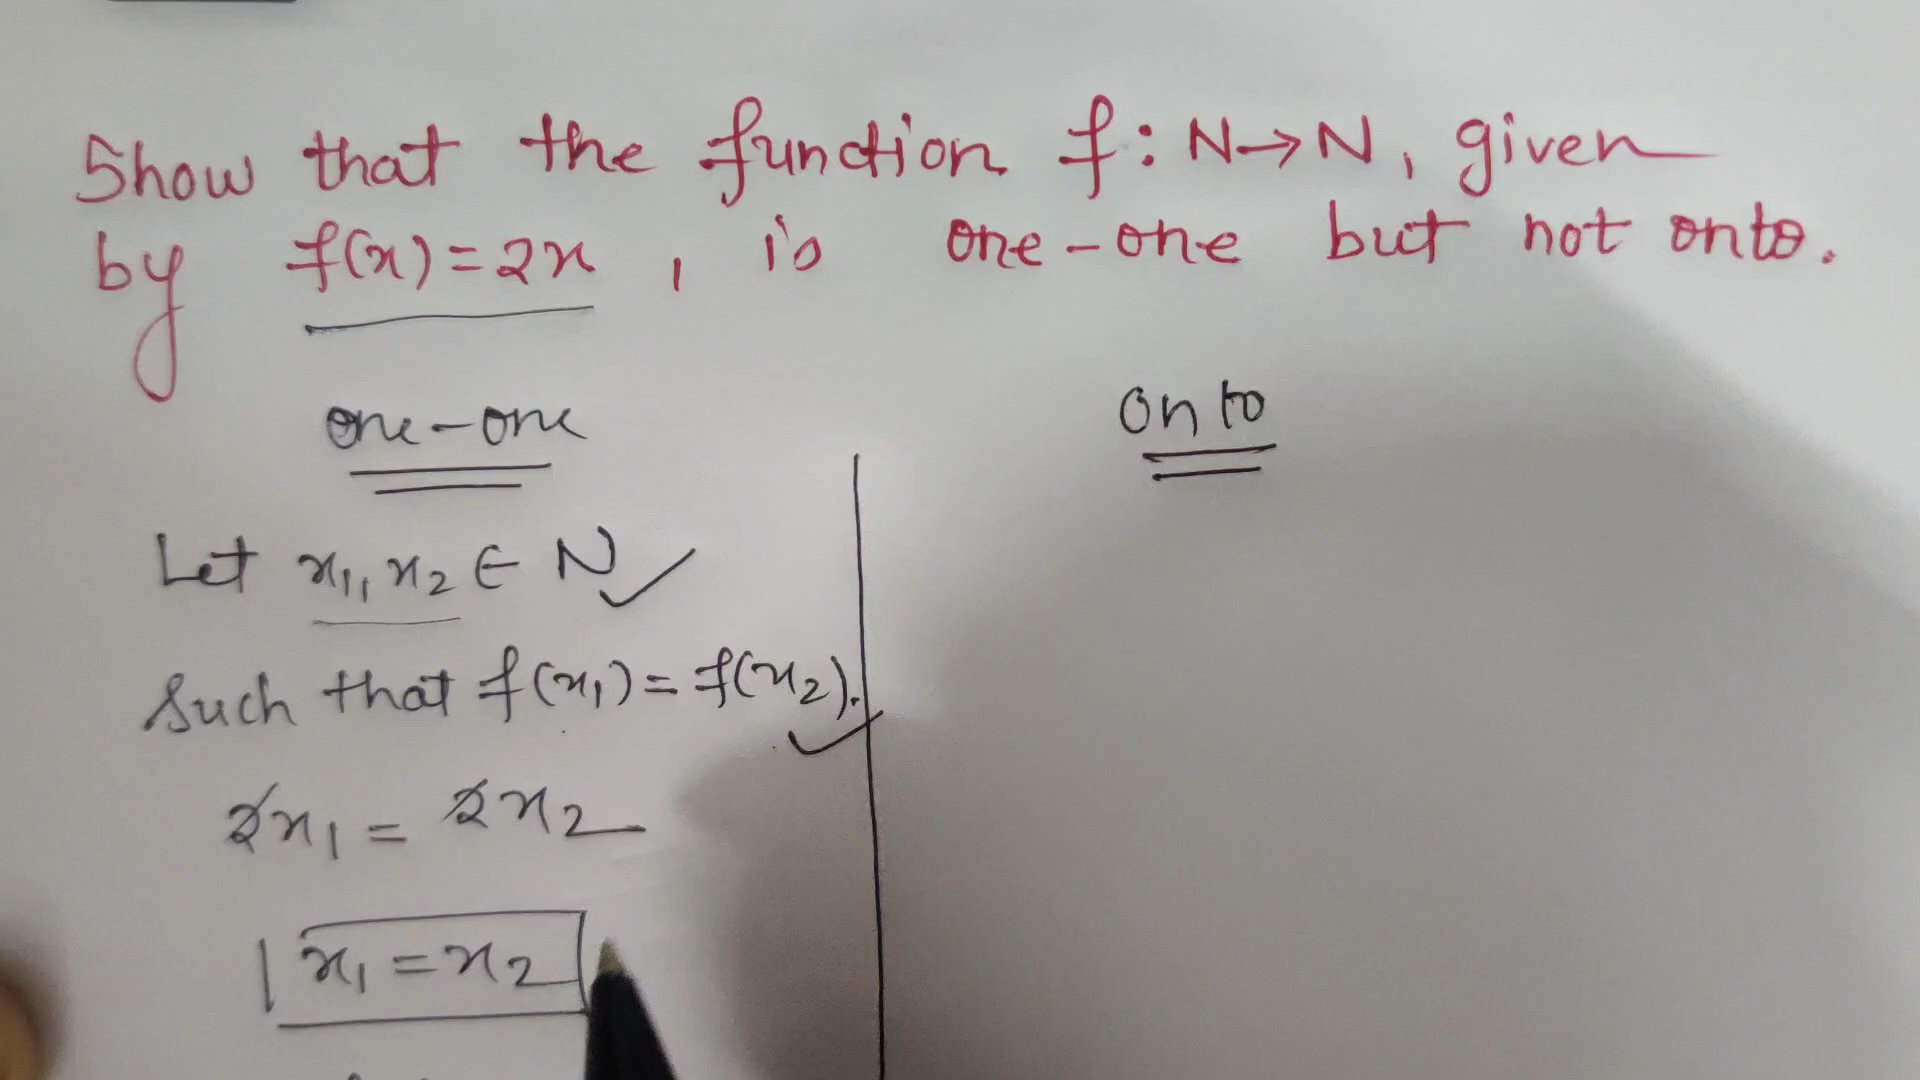 Show that the function f: N→N, given
by f(x)=2x, is one-one but not onto.
one-one
Let x₁, x₂ ∈ N
Such that f(x₁) = f(x₂).
2x₁ = 2x₂
x₁ = x₂
Onto